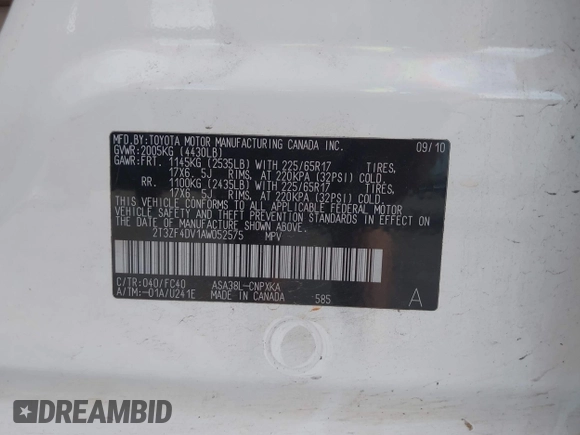 MFD.BY:TOYOTA MOTOR MANUFACTURING CANADA INC. 09/10
GVWR:2005KG (4430LB)
GAWR:FRT. 1145KG (2535LB) WITH 225/65R17 TIRES,
17X6. 5J RIMS, AT 220KPA (32PSI) COLD
RR. 1100KG (2435LB) WITH 225/65R17 TIRES,
17X6. 5J RIMS, AT 220KPA (32PSI) COLD
THIS VEHICLE CONFORMS TO ALL APPLICABLE FEDERAL MOTOR
VEHICLE SAFETY AND THEFT PREVENTION STANDARDS IN EFFECT ON
THE DATE OF MANUFACTURE SHOWN ABOVE.
2T3ZF4DV1AW052575 MPV
C/TR:040/FC40 ASA38L-CNPXKA
A/TM:-01A/U241E MADE IN CANADA 585 A
DREAMBID